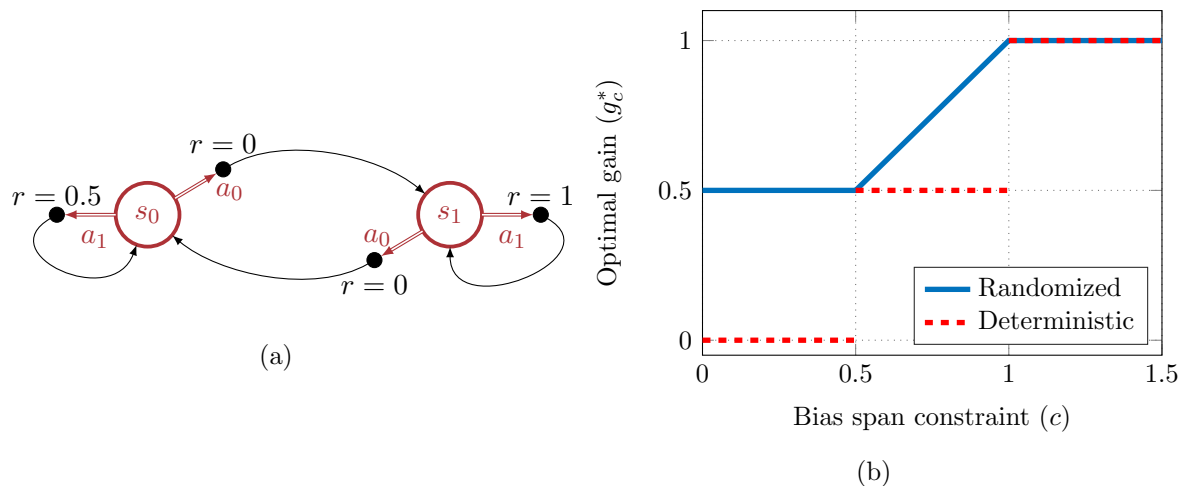 r = 0
r = 0.5
s₀
a₀
a₁
r = 1
s₁
a₀
a₁
r = 0
(a)
Optimal gain (g*c)
1
0.5
0
Randomized
Deterministic
0
0.5
1
1.5
Bias span constraint (c)
(b)